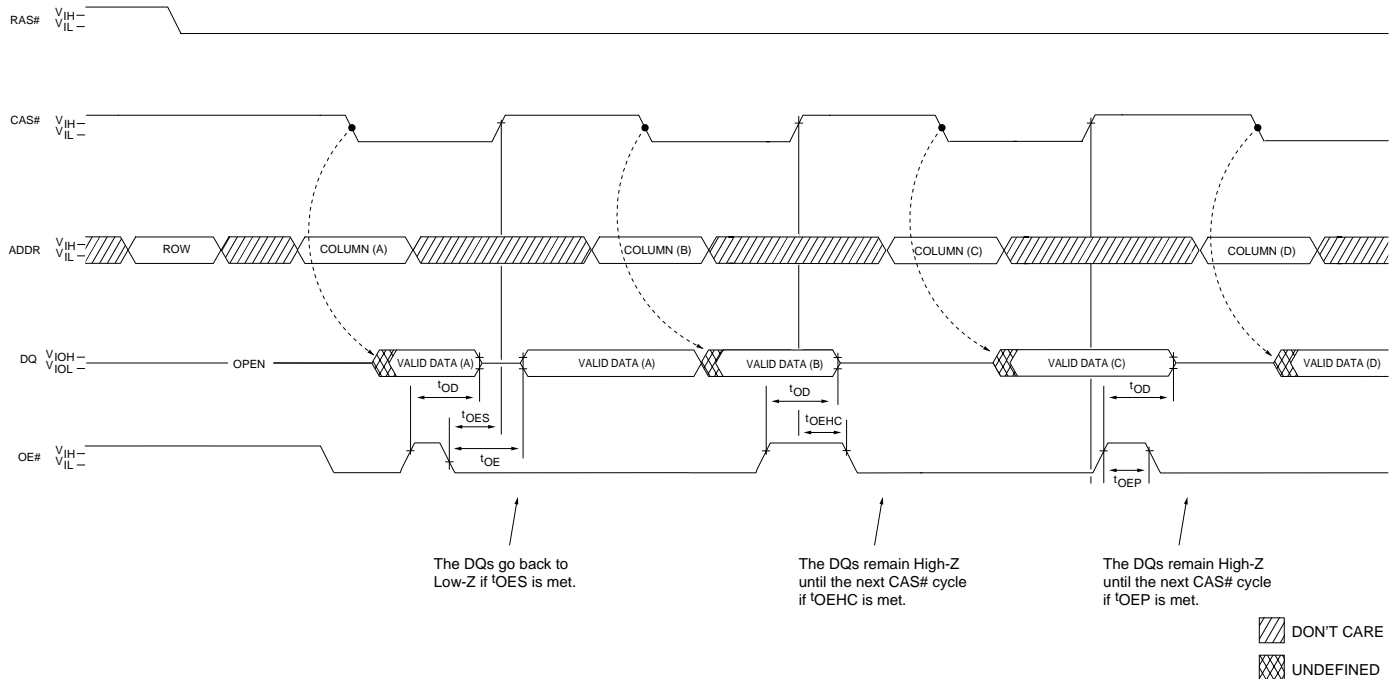 RAS# VIH
VIL
CAS# VIH
VIL
ADDR VIH
VIL
ROW COLUMN (A) COLUMN (B) COLUMN (C) COLUMN (D)
DQ VIOH
VIOL
OPEN VALID DATA (A) VALID DATA (A) VALID DATA (B) VALID DATA (C) VALID DATA (D)
tOD tOD tOD
tOES tOEHC
OE# VIH
VIL
tOE
tOEP
The DQs go back to
Low-Z if tOES is met.
The DQs remain High-Z
until the next CAS# cycle
if tOEHC is met.
The DQs remain High-Z
until the next CAS# cycle
if tOEP is met.
DON'T CARE
UNDEFINED